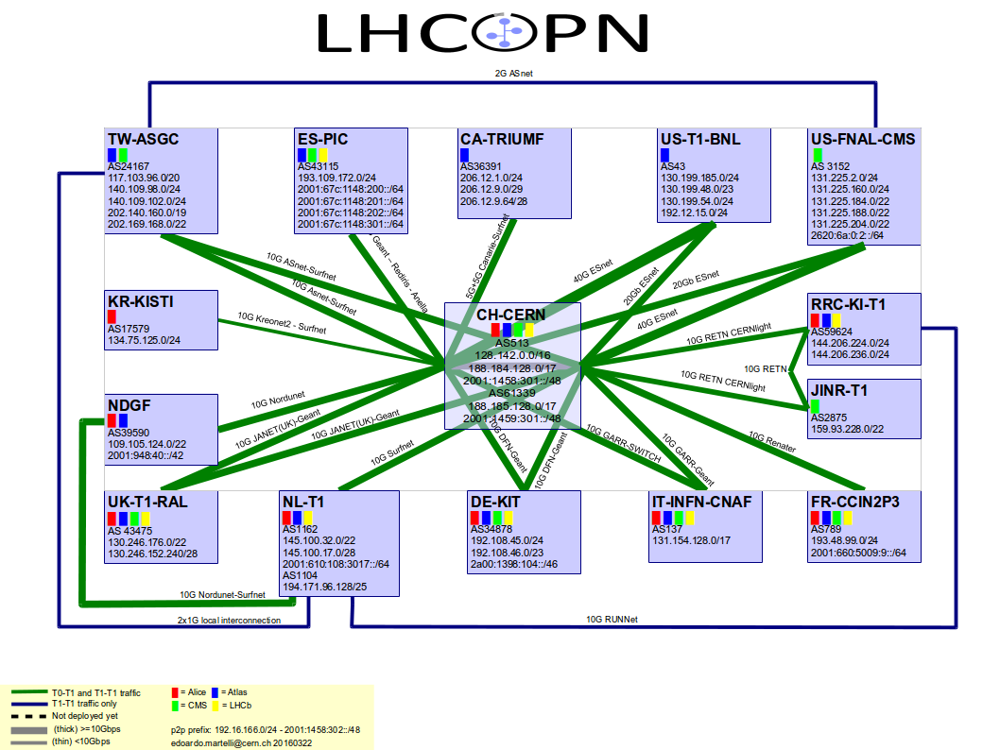 LHCOPN
2G ASnet
TW-ASGC
AS24167
117.103.96.0/20
140.109.98.0/24
140.109.102.0/24
202.140.160.0/19
202.169.168.0/22
ES-PIC
AS43115
193.109.172.0/24
2001:67c:1148:200::/64
2001:67c:1148:201::/64
2001:67c:1148:202::/64
2001:67c:1148:301::/64
CA-TRIUMF
AS36391
206.12.1.0/24
206.12.9.0/29
206.12.9.64/28
US-T1-BNL
AS43
130.199.185.0/24
130.199.48.0/23
130.199.54.0/24
192.12.15.0/24
US-FNAL-CMS
AS 3152
131.225.2.0/24
131.225.160.0/24
131.225.184.0/22
131.225.188.0/22
131.225.204.0/22
2620:6a:0:2::/64
10G ASnet-Surfnet
10G Asnet-Surfnet
Geant – Rediris - Anella
5G+5G Canarie-Surfnet
40G ESnet
20Gb ESnet
20Gb ESnet
40G ESnet
KR-KISTI
AS17579
134.75.125.0/24
10G Kreonet2 - Surfnet
CH-CERN
AS513
128.142.0.0/16
188.184.128.0/17
2001:1458:301::/48
AS61339
188.185.128.0/17
2001:1459:301::/48
10G RETN CERNlight
RRC-KI-T1
AS59624
144.206.224.0/24
144.206.236.0/24
10G RETN
10G RETN CERNlight
JINR-T1
AS2875
159.93.228.0/22
NDGF
AS39590
109.105.124.0/22
2001:948:40::/42
10G Nordunet
10G JANET(UK)-Geant
10G JANET(UK)-Geant
10G Surfnet
10G DFN-Geant
10G DFN-Geant
10G GARR-SWITCH
10G GARR-Geant
10G Renater
UK-T1-RAL
AS 43475
130.246.176.0/22
130.246.152.240/28
NL-T1
AS1162
145.100.32.0/22
145.100.17.0/28
2001:610:108:3017::/64
AS1104
194.171.96.128/25
DE-KIT
AS34878
192.108.45.0/24
192.108.46.0/23
2a00:1398:104::/46
IT-INFN-CNAF
AS137
131.154.128.0/17
FR-CCIN2P3
AS789
193.48.99.0/24
2001:660:5009:9::/64
10G Nordunet-Surfnet
2x1G local interconnection
10G RUNNet
T0-T1 and T1-T1 traffic
T1-T1 traffic only
Not deployed yet
(thick) >=10Gbps
(thin) <10Gbps
= Alice = Atlas
= CMS = LHCb
p2p prefix: 192.16.166.0/24 - 2001:1458:302::/48
edoardo.martelli@cern.ch 20160322